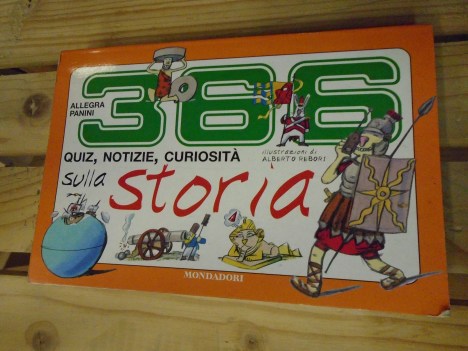 ALLEGRA
PANINI
366
QUIZ, NOTIZIE, CURIOSITÀ
illustrazioni di
ALBERTO REBORI
sulla
storia
MONDADORI